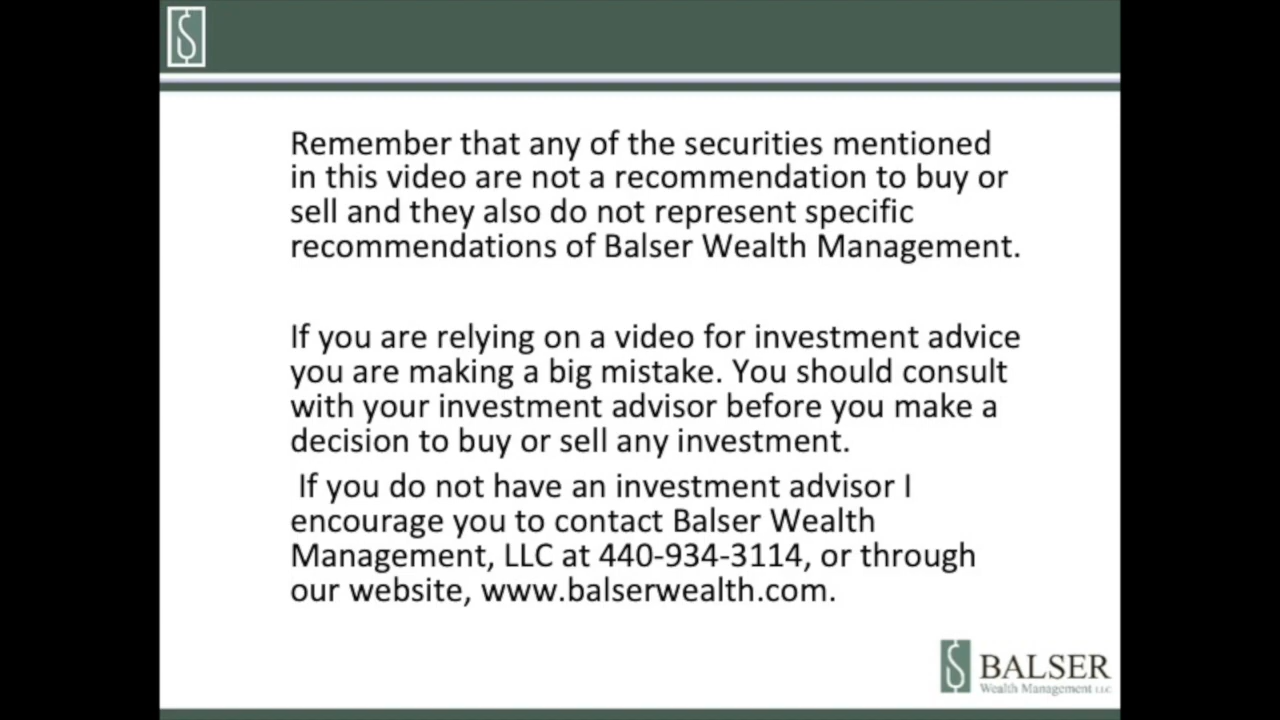 Remember that any of the securities mentioned
in this video are not a recommendation to buy or
sell and they also do not represent specific
recommendations of Balser Wealth Management.
If you are relying on a video for investment advice
you are making a big mistake. You should consult
with your investment advisor before you make a
decision to buy or sell any investment.
If you do not have an investment advisor I
encourage you to contact Balser Wealth
Management, LLC at 440-934-3114, or through
our website, www.balserwealth.com.
BALSER
Wealth Management LLC